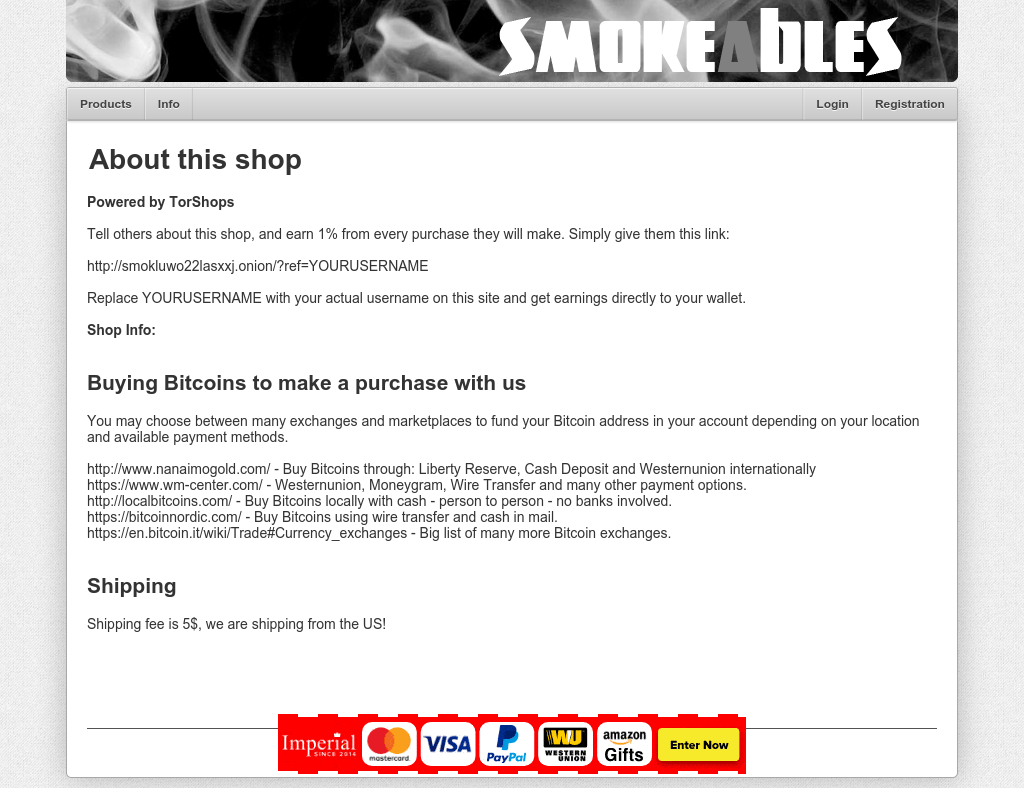 SMOKEAbLES
Products Info Login Registration
About this shop
Powered by TorShops
Tell others about this shop, and earn 1% from every purchase they will make. Simply give them this link:
http://smokluwo22lasxxj.onion/?ref=YOURUSERNAME
Replace YOURUSERNAME with your actual username on this site and get earnings directly to your wallet.
Shop Info:
Buying Bitcoins to make a purchase with us
You may choose between many exchanges and marketplaces to fund your Bitcoin address in your account depending on your location
and available payment methods.
http://www.nanaimogold.com/ - Buy Bitcoins through: Liberty Reserve, Cash Deposit and Westernunion internationally
https://www.wm-center.com/ - Westernunion, Moneygram, Wire Transfer and many other payment options.
http://localbitcoins.com/ - Buy Bitcoins locally with cash - person to person - no banks involved.
https://bitcoinnordic.com/ - Buy Bitcoins using wire transfer and cash in mail.
https://en.bitcoin.it/wiki/Trade#Currency_exchanges - Big list of many more Bitcoin exchanges.
Shipping
Shipping fee is 5$, we are shipping from the US!
Imperial
SINCE 2014
mastercard
VISA
PayPal
WU
WESTERN
UNION
amazon
Gifts
Enter Now